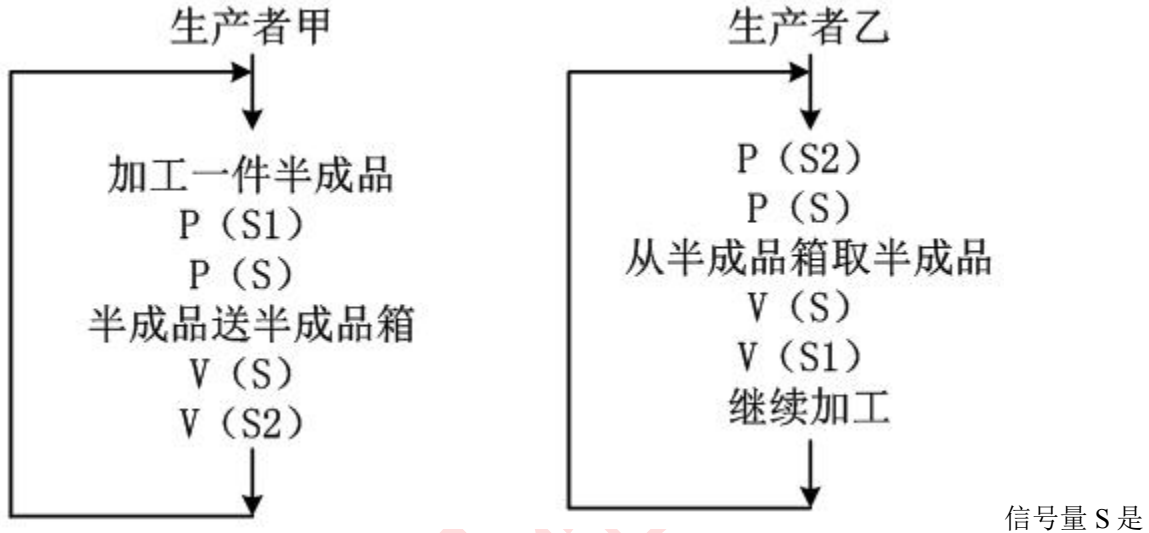 生产者甲
加工一件半成品
P（S1）
P（S）
半成品送半成品箱
V（S）
V（S2）
生产者乙
P（S2）
P（S）
从半成品箱取半成品
V（S）
V（S1）
继续加工
信号量 S 是